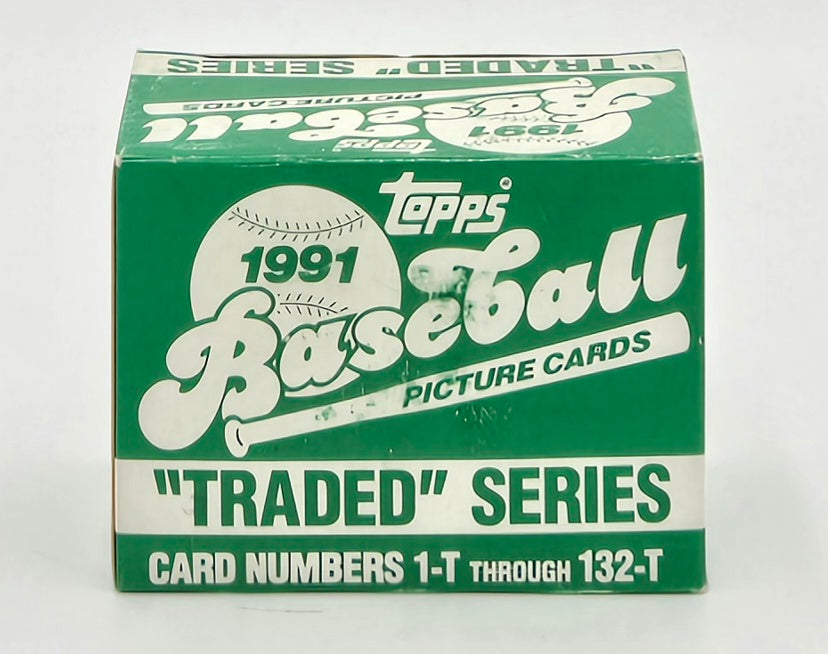 "TRADED" SERIES
PICTURE CARDS
Baseball
1991
TOPPS
TOPPS®
1991
Baseball
PICTURE CARDS
"TRADED" SERIES
CARD NUMBERS 1-T THROUGH 132-T